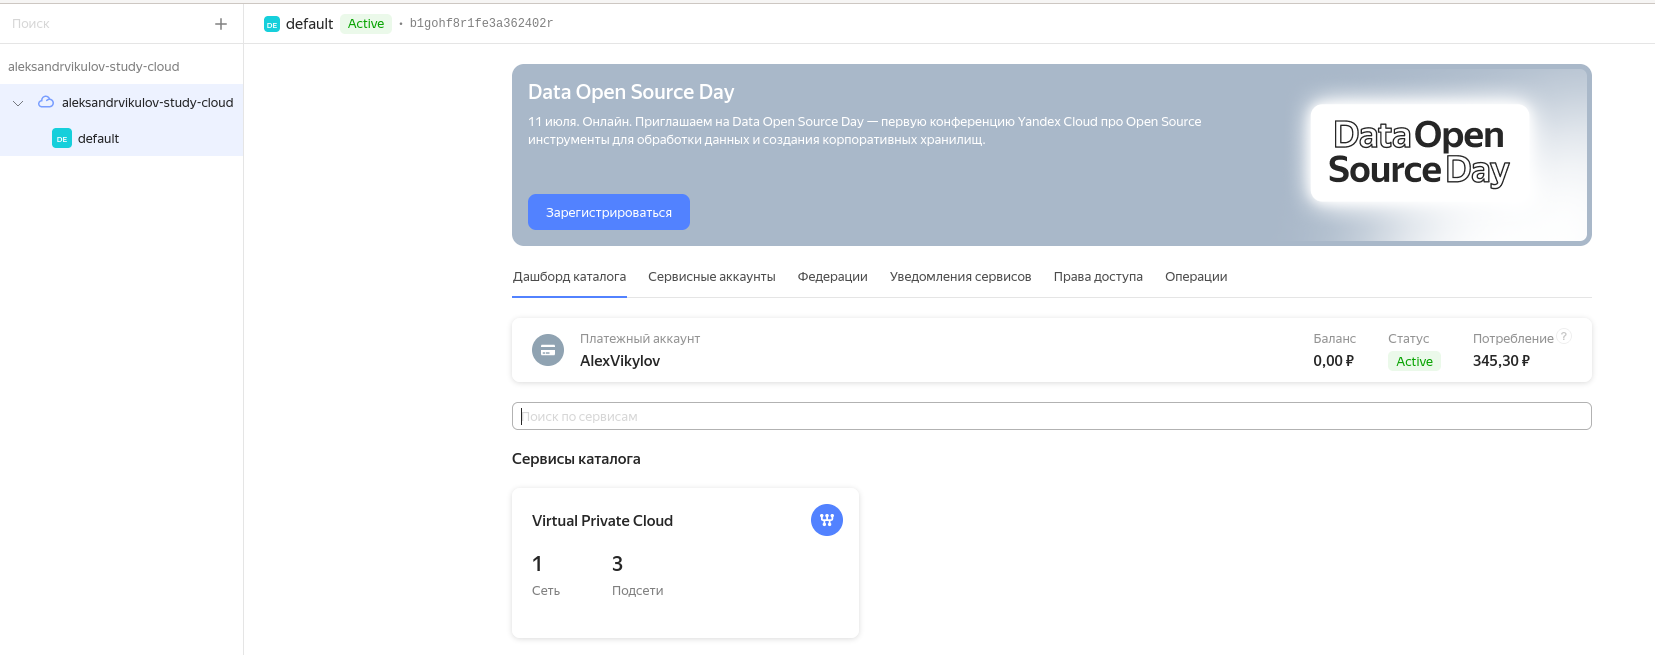 Поиск
aleksandrvikulov-study-cloud
aleksandrvikulov-study-cloud
DE default
DE default Active • b1gohf8r1fe3a362402r
Data Open Source Day
11 июля. Онлайн. Приглашаем на Data Open Source Day — первую конференцию Yandex Cloud про Open Source
инструменты для обработки данных и создания корпоративных хранилищ.
Зарегистрироваться
Data Open
Source Day
Дашборд каталога Сервисные аккаунты Федерации Уведомления сервисов Права доступа Операции
Платежный аккаунт Баланс Статус Потребление ?
AlexVikylov 0,00 ₽ Active 345,30 ₽
Поиск по сервисам
Сервисы каталога
Virtual Private Cloud
1 3
Сеть Подсети